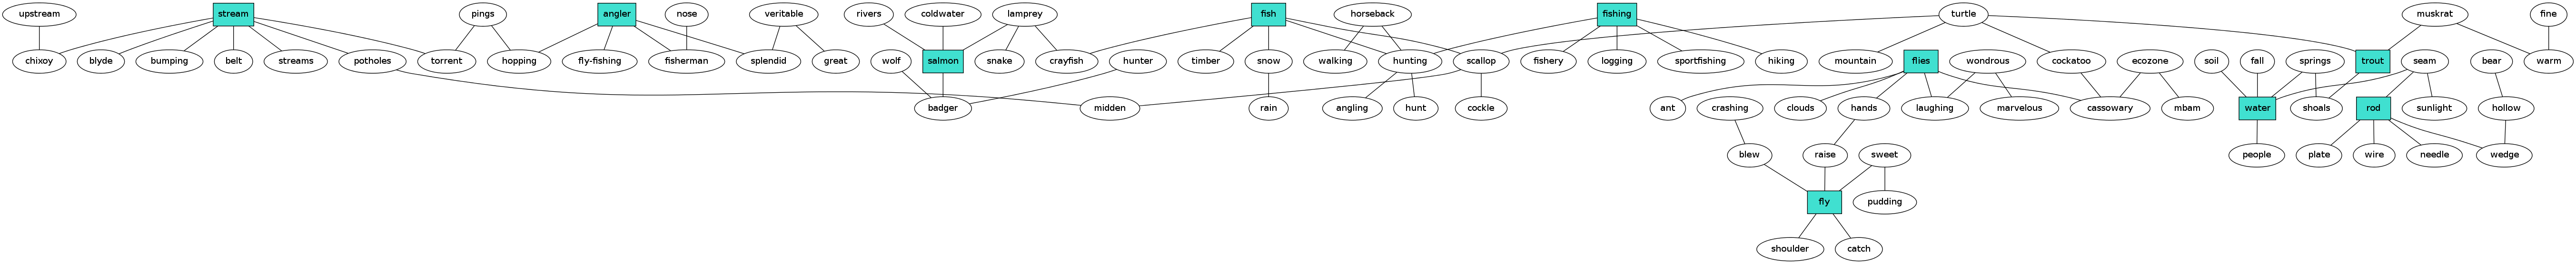 upstream stream pings angler nose veritable rivers coldwater lamprey fish horseback fishing turtle muskrat fine
chixoy blyde bumping belt streams potholes torrent hopping fly-fishing fisherman splendid great wolf salmon snake crayfish hunter timber snow walking hunting scallop fishery logging sportfishing hiking mountain flies wondrous cockatoo ecozone soil fall springs trout seam bear warm
badger midden rain angling hunt cockle ant crashing clouds hands laughing marvelous cassowary mbam water shoals rod sunlight hollow
blew raise sweet people plate wire needle wedge
fly pudding
shoulder catch